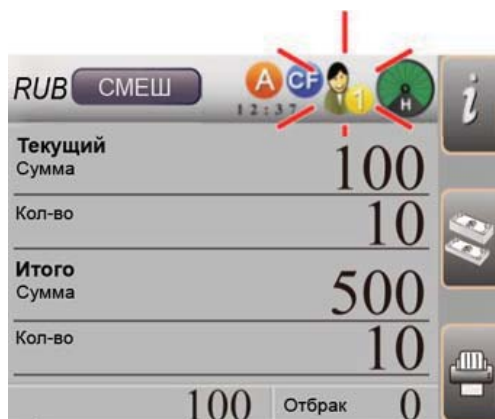 RUB СМЕШ A CF 1 H i
12:37
Текущий
Сумма 100
Кол-во 10
Итого
Сумма 500
Кол-во 10
100 Отбрак 0